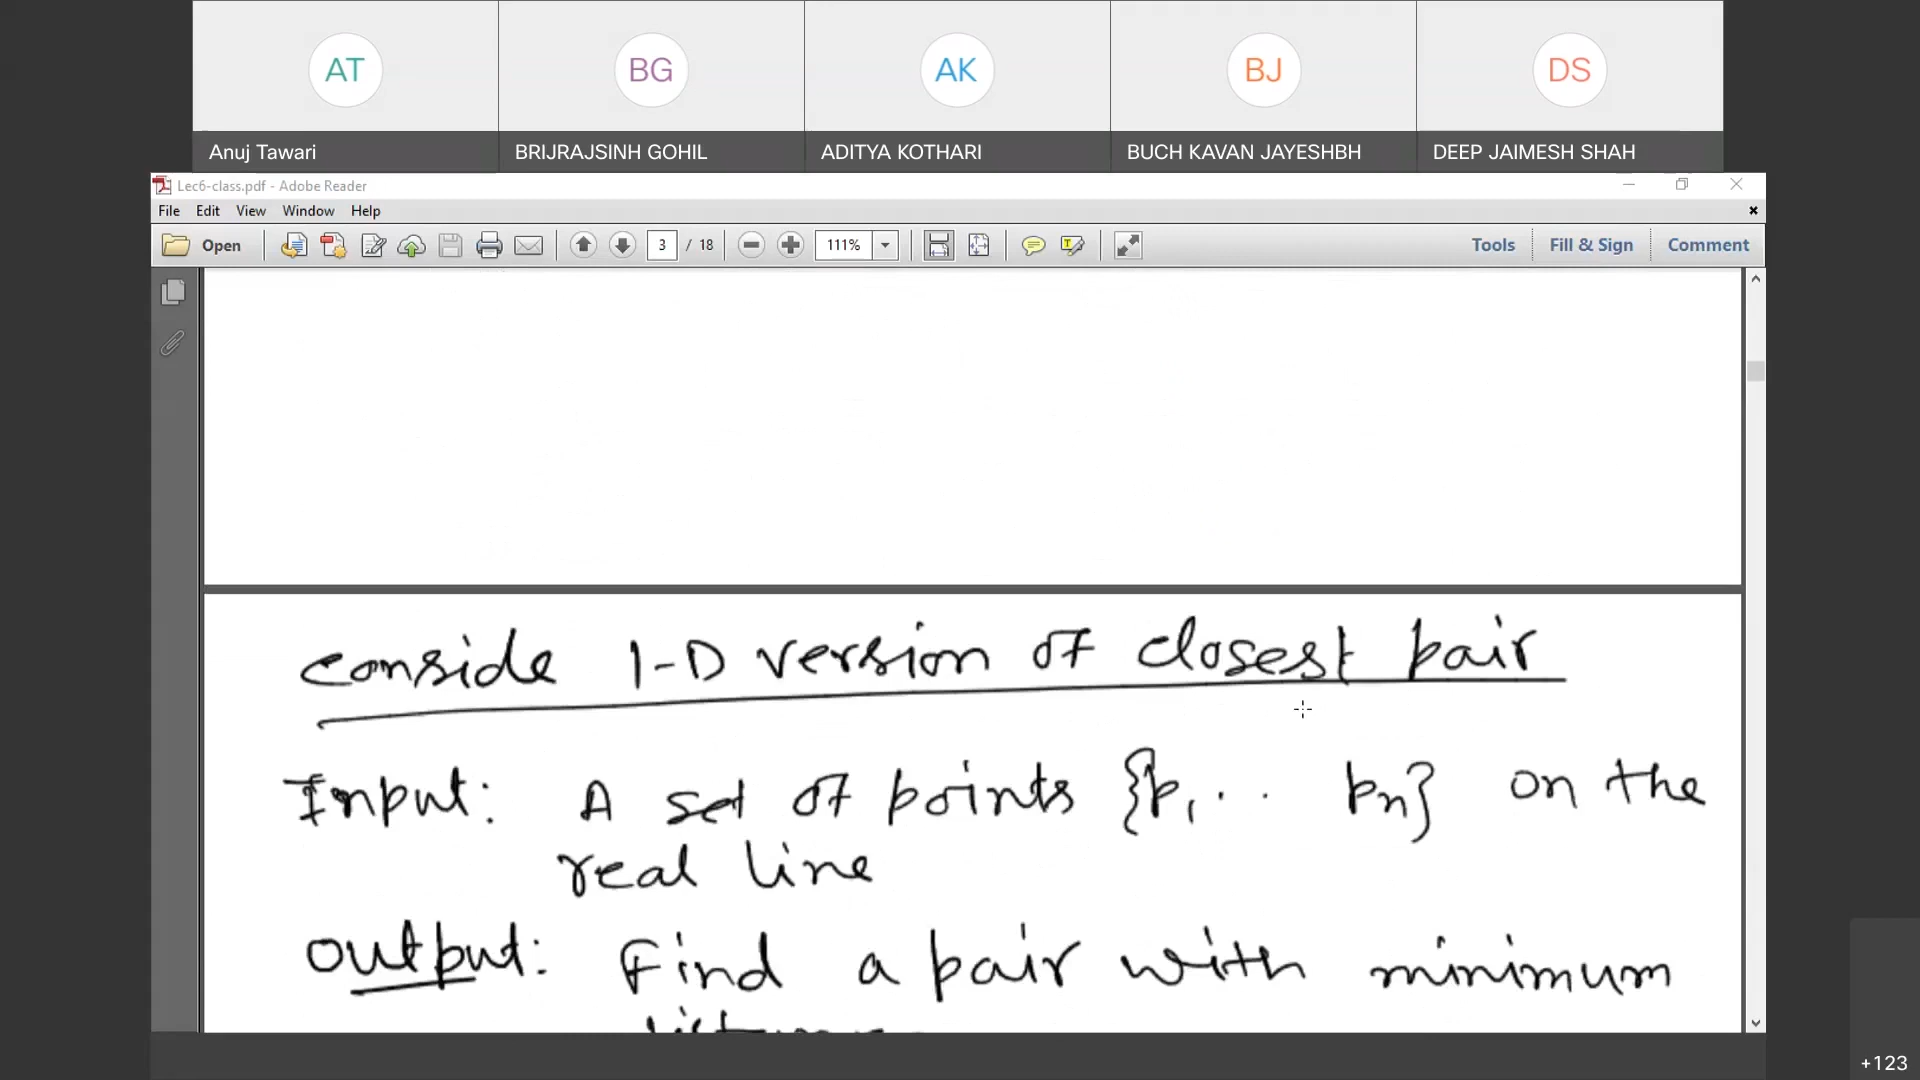 AT BG AK BJ DS
Anuj Tawari BRIJRAJSINH GOHIL ADITYA KOTHARI BUCH KAVAN JAYESHBH DEEP JAIMESH SHAH
Lec6-class.pdf - Adobe Reader
File Edit View Window Help
Open 3 / 18 111% Tools Fill & Sign Comment
Conside 1-D version of closest pair
Input: A set of points {p1 .. pn} on the
real line
Output: Find a pair with minimum
+123